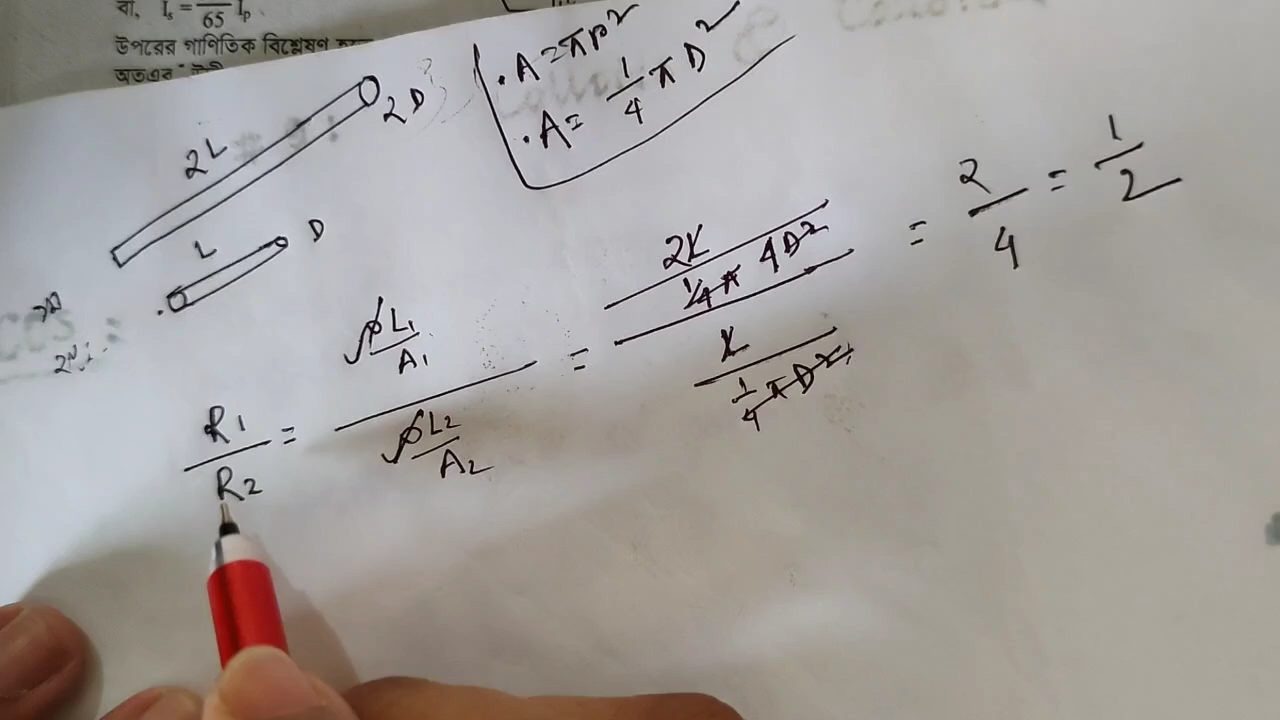 বা, I_s = /65 I_p.
উপরের গাণিতিক বিশ্লেষণ
অতএব
. A = πr²
. A = 1/4 π D²
2L
2D
L
D
R1/R2 = (ρL1/A1)/(ρL2/A2) = (2L/(1/4 π 4D²))/(L/(1/4 π D²)) = 2/4 = 1/2